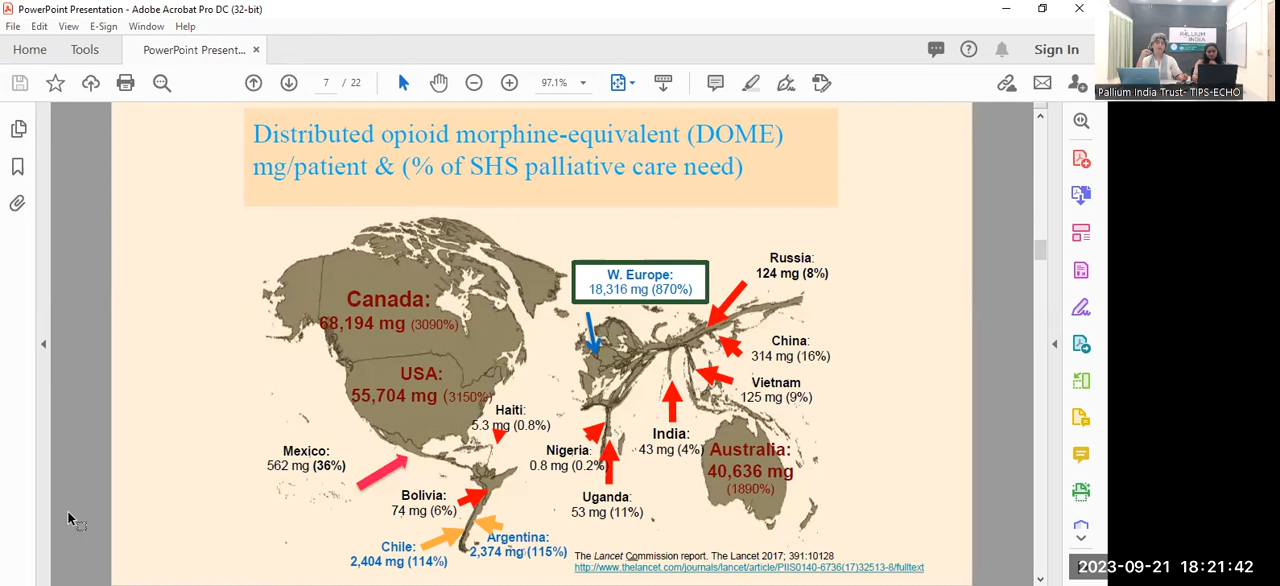 PowerPoint Presentation - Adobe Acrobat Pro DC (32-bit)
File Edit View E-Sign Window Help
Home Tools PowerPoint Present... × Sign In
7 / 22 97.1%
PALLIUM
INDIA
Pallium India Trust- TIPS-ECHO
Distributed opioid morphine-equivalent (DOME)
mg/patient & (% of SHS palliative care need)
Canada:
68,194 mg (3090%)
USA:
55,704 mg (3150%)
Haiti:
5.3 mg (0.8%)
Mexico:
562 mg (36%)
Bolivia:
74 mg (6%)
Chile:
2,404 mg (114%)
Argentina:
2,374 mg (115%)
W. Europe:
18,316 mg (870%)
Russia:
124 mg (8%)
China:
314 mg (16%)
Vietnam
125 mg (9%)
India:
43 mg (4%)
Nigeria:
0.8 mg (0.2%)
Uganda:
53 mg (11%)
Australia:
40,636 mg
(1890%)
The Lancet Commission report. The Lancet 2017; 391:10128
http://www.thelancet.com/journals/lancet/article/PIIS0140-6736(17)32513-8/fulltext
2023-09-21 18:21:42